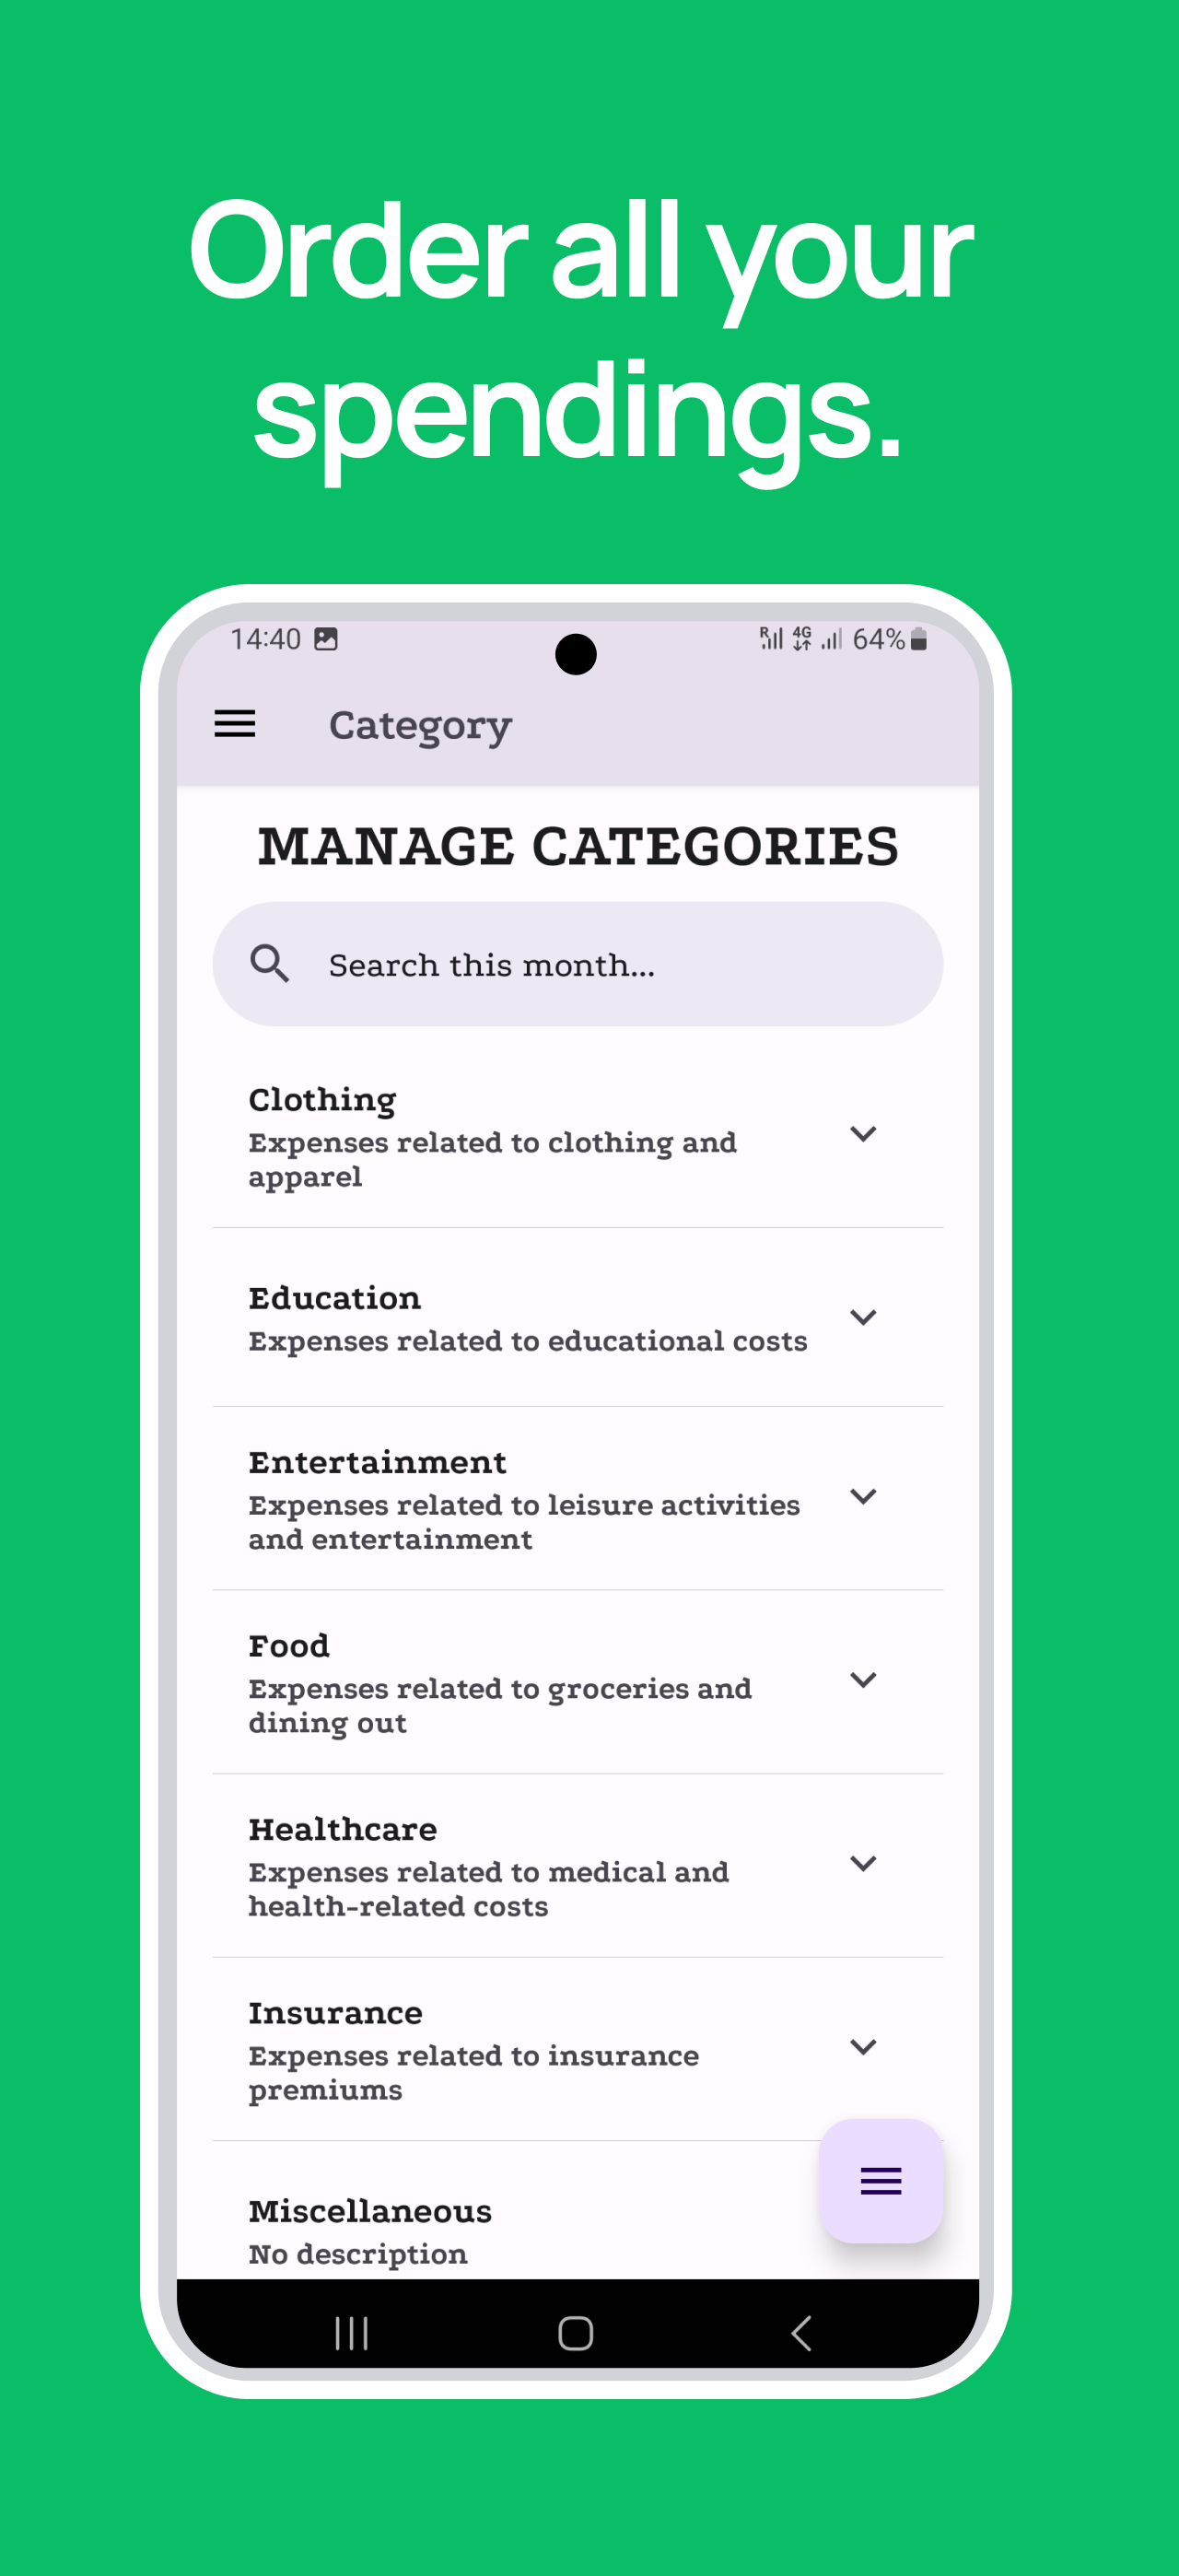 Order all your
spendings.
14:40
R 4G 64%
Category
MANAGE CATEGORIES
Search this month...
Clothing
Expenses related to clothing and
apparel
Education
Expenses related to educational costs
Entertainment
Expenses related to leisure activities
and entertainment
Food
Expenses related to groceries and
dining out
Healthcare
Expenses related to medical and
health-related costs
Insurance
Expenses related to insurance
premiums
Miscellaneous
No description